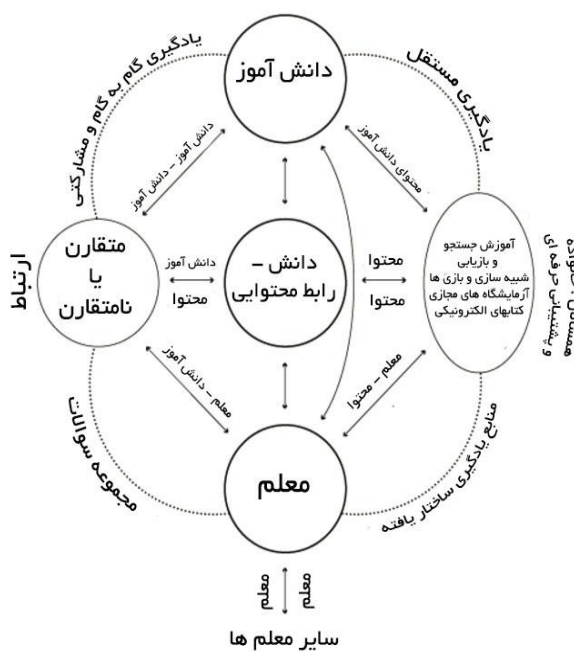 یادگیری گام به گام و مشارکتی
یادگیری مستقل
دانش آموز
دانش آموز – دانش آموز
محتوای دانش آموز
ارتباط
متقارن
یا
نامتقارن
دانش آموز
محتوا
دانش –
رابط محتوایی
محتوا
محتوا
آموزش جستجو
و بازیابی
شبیه سازی و بازی ها
آزمایشگاه های مجازی
کتابهای الکترونیکی
همسالان، خانواده
و پشتیبانی حرفه ای
معلم – دانش آموز
معلم – محتوا
مجموعه سوالات
منابع یادگیری ساختار یافته
معلم
معلم
معلم
سایر معلم ها